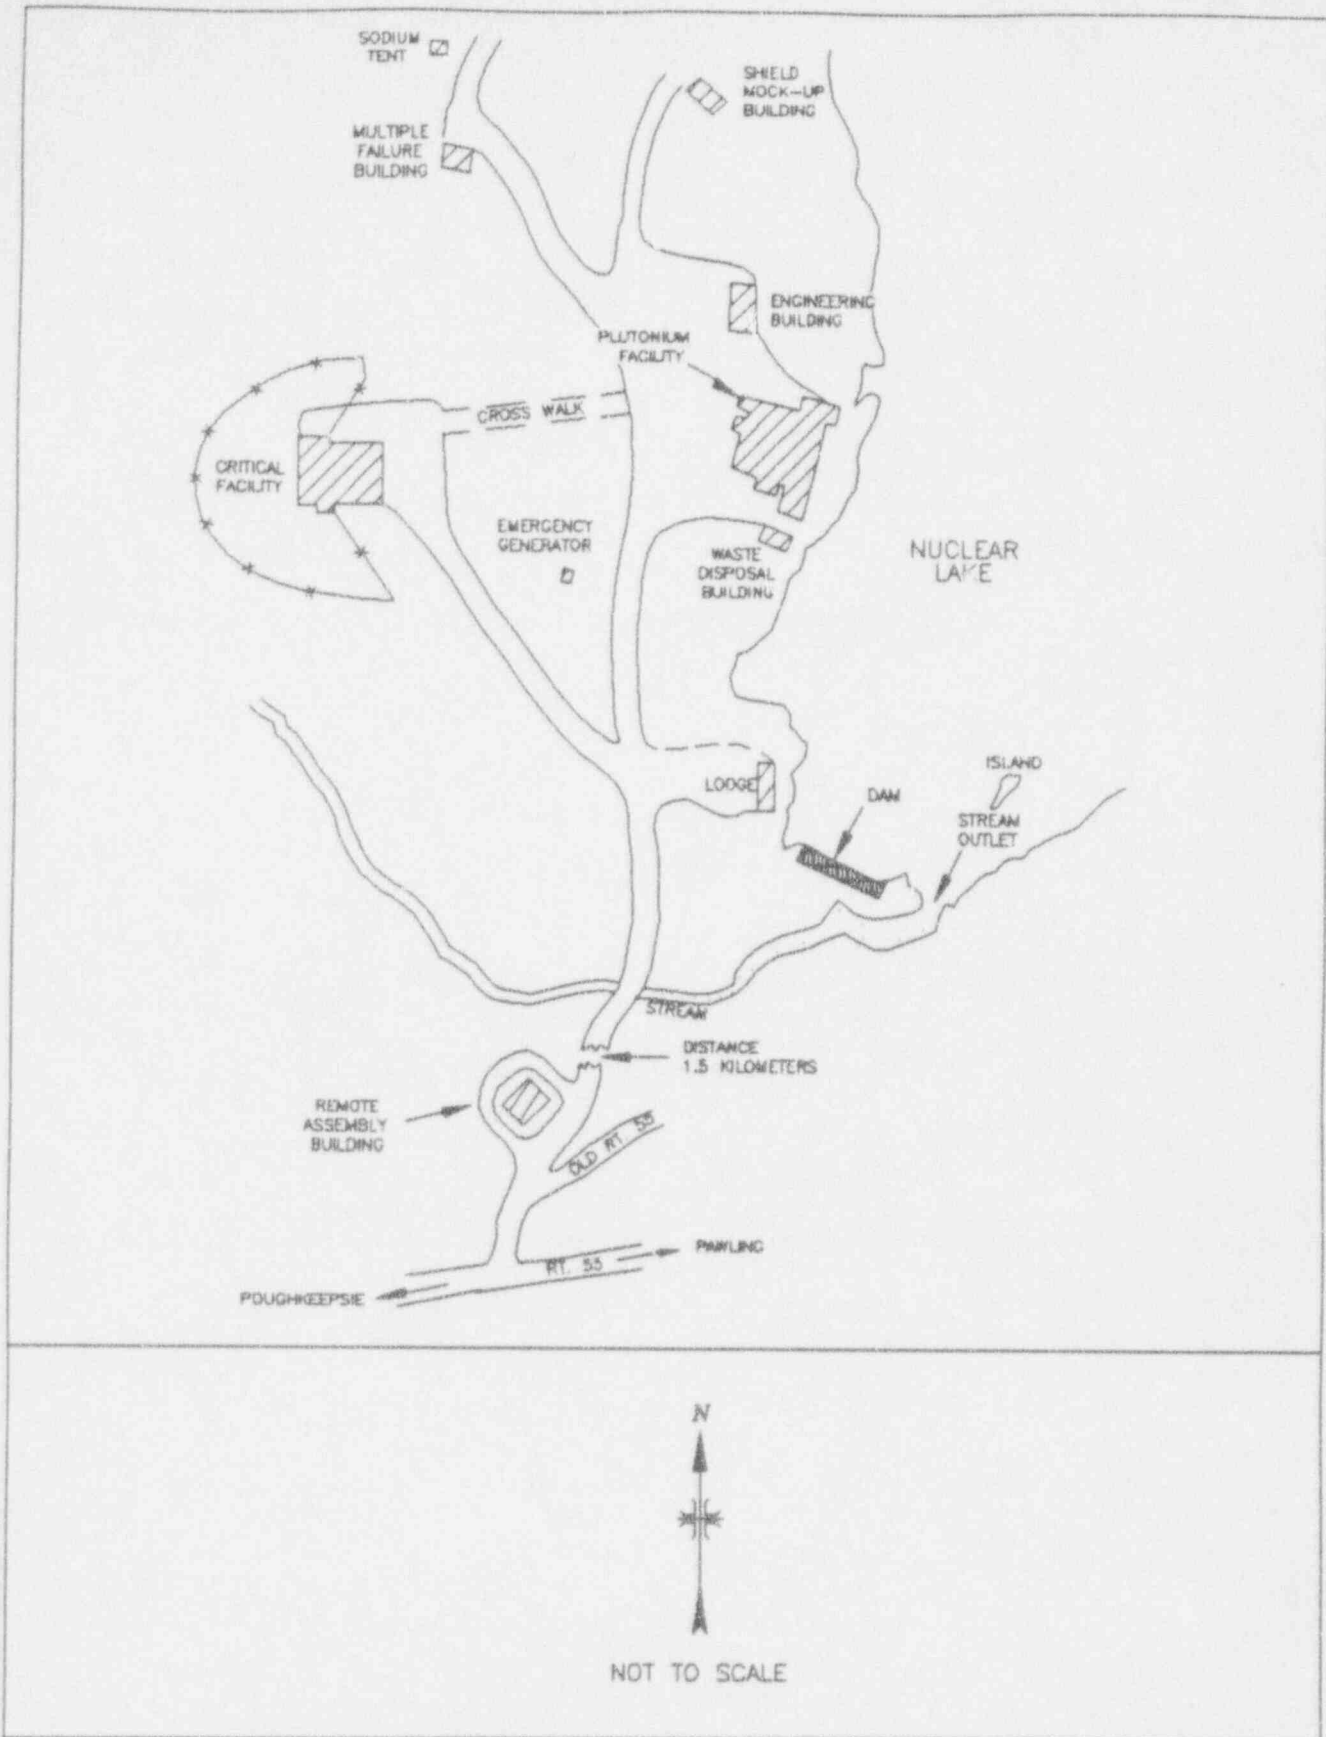 SODIUM
TENT
SHIELD
MOCK-UP
BUILDING
MULTIPLE
FAILURE
BUILDING
ENGINEERING
BUILDING
PLUTONIUM
FACILITY
CROSS WALK
CRITICAL
FACILITY
EMERGENCY
GENERATOR
WASTE
DISPOSAL
BUILDING
NUCLEAR
LAKE
ISLAND
LODGE
DAM
STREAM
OUTLET
STREAM
DISTANCE
1.5 KILOMETERS
REMOTE
ASSEMBLY
BUILDING
OLD RT. 55
PAWLING
RT. 55
POUGHKEEPSIE
N
NOT TO SCALE